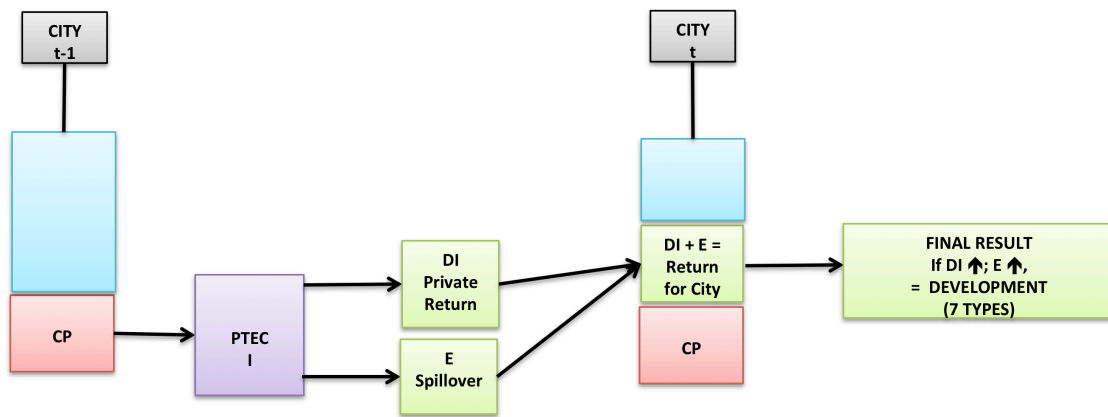 CITY
t-1
CITY
t
CP
PTEC
I
DI
Private
Return
E
Spillover
DI + E =
Return
for City
CP
FINAL RESULT
If DI ↑; E ↑,
= DEVELOPMENT
(7 TYPES)